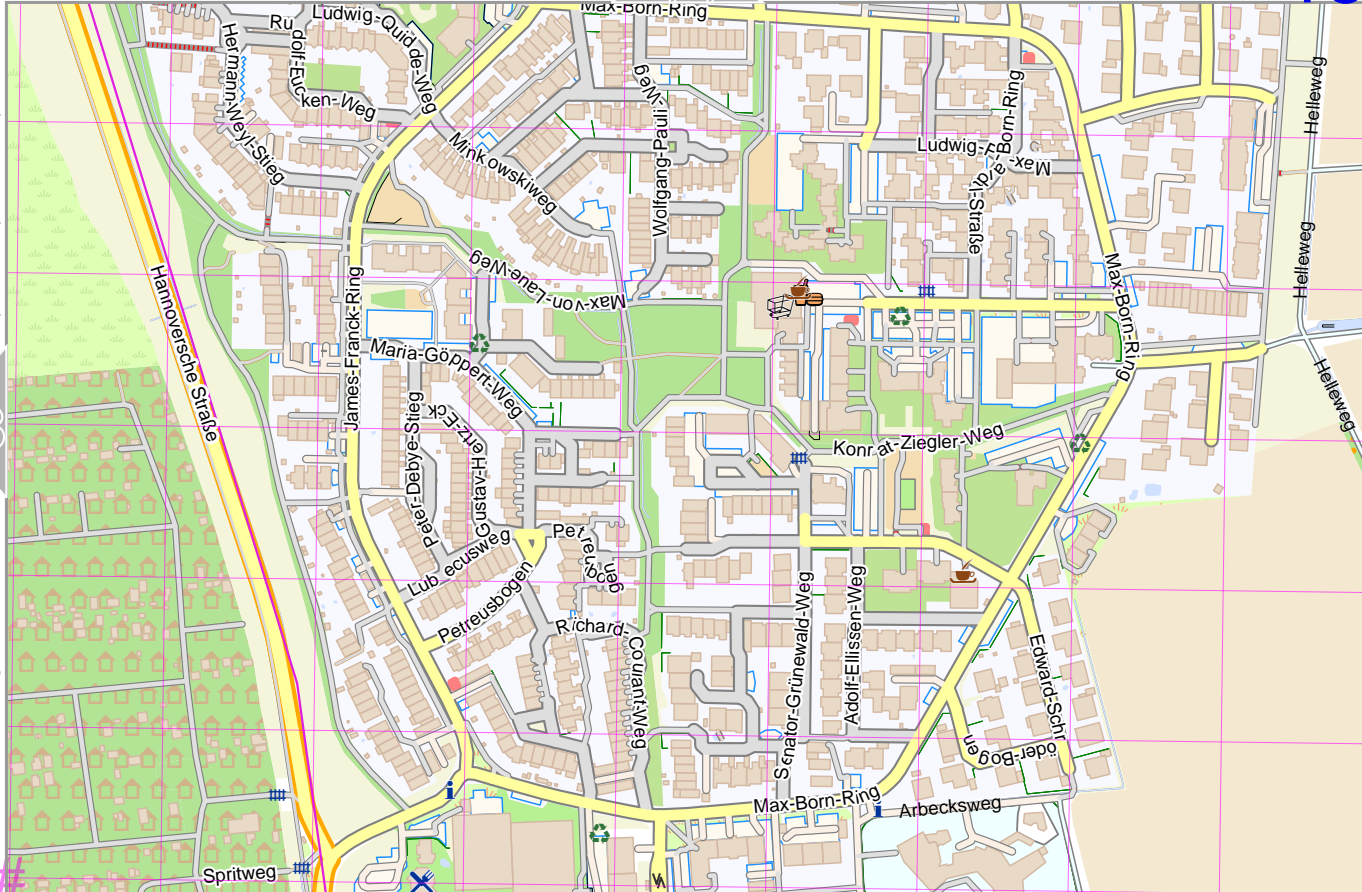 Max-Born-Ring
Ludwig-Quidde-Weg
Rudolf-Eucken-Weg
Hermann-Weyl-Stieg
Helleweg
Wolfgang-Pauli-Weg
Minkowskiweg
Ludwig-Prandtl-Straße
Max-Born-Ring
Helleweg
Max-von-Laue-Weg
Max-Born-Ring
Hannoversche Straße
James-Franck-Ring
Maria-Göppert-Weg
Helleweg
Peter-Debye-Stieg
Gustav-Hertz-Eck
Konrat-Ziegler-Weg
Lubecusweg
Petreusbogen
Petreusbogen
Richard-Courant-Weg
Senator-Grünewald-Weg
Adolf-Ellissen-Weg
Edward-Schröder-Bogen
Max-Born-Ring
Arbecksweg
Spritweg